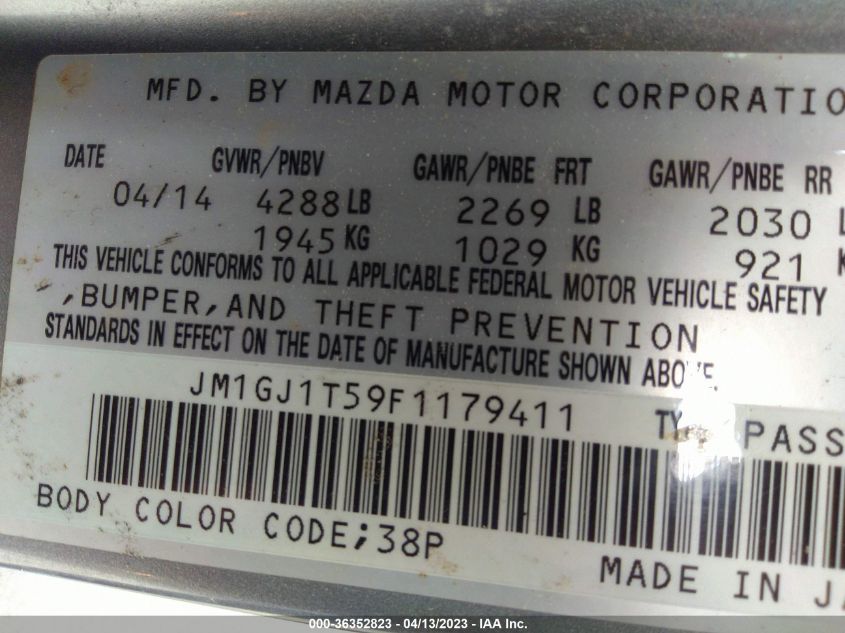 MFD. BY MAZDA MOTOR CORPORATIO
DATE GVWR/PNBV GAWR/PNBE FRT GAWR/PNBE RR
04/14 4288 LB 2269 LB 2030 L
1945 KG 1029 KG 921 K
THIS VEHICLE CONFORMS TO ALL APPLICABLE FEDERAL MOTOR VEHICLE SAFETY
,BUMPER,AND THEFT PREVENTION
STANDARDS IN EFFECT ON THE DATE OF MANUFACTURE SHOWN ABOVE.
JM1GJ1T59F1179411 PASS
BODY COLOR CODE;38P
MADE IN JA
000-36352823 - 04/13/2023 - IAA Inc.